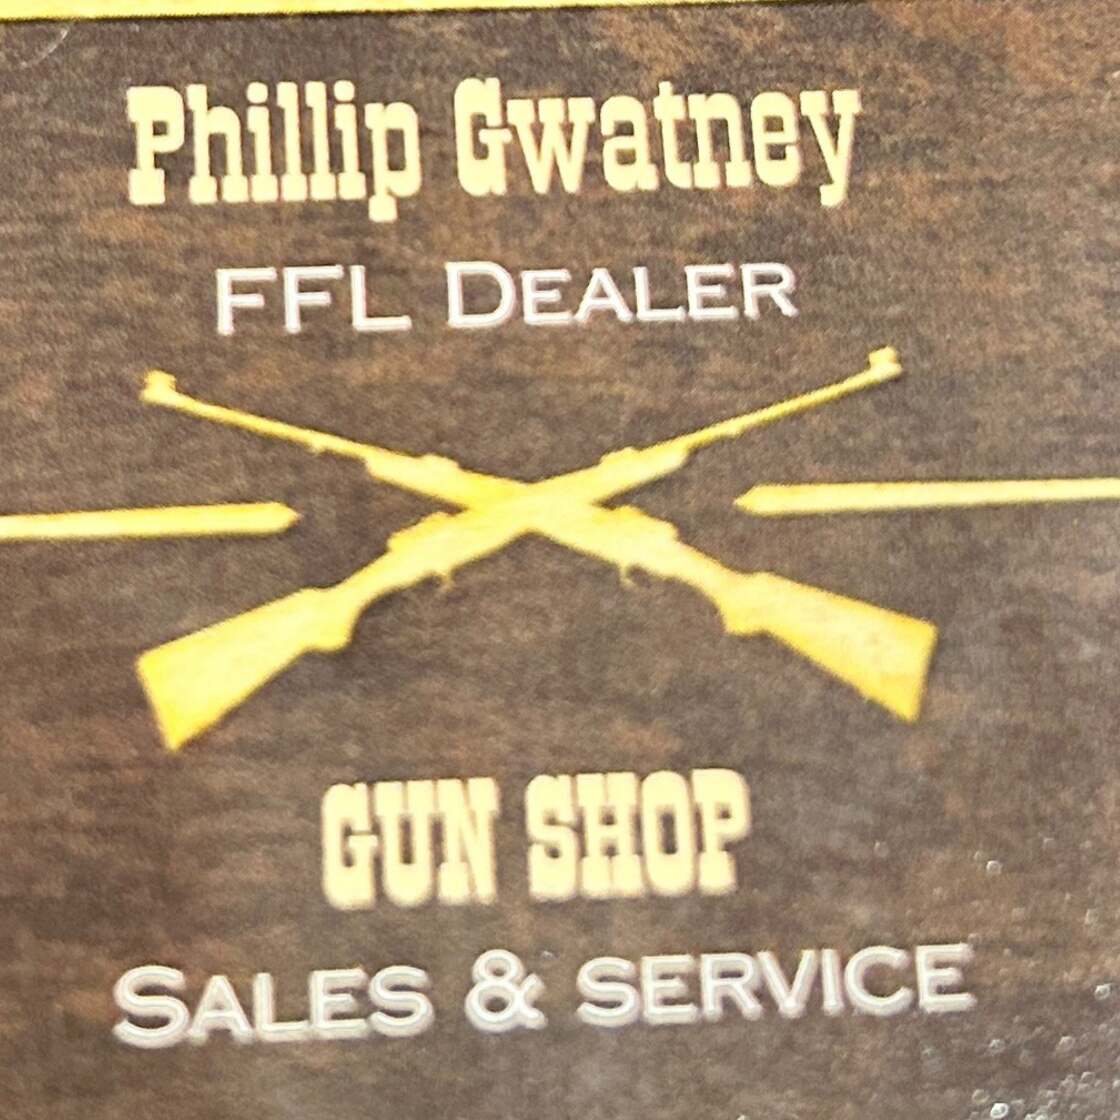 Phillip Gwatney
FFL DEALER
GUN SHOP
SALES & SERVICE